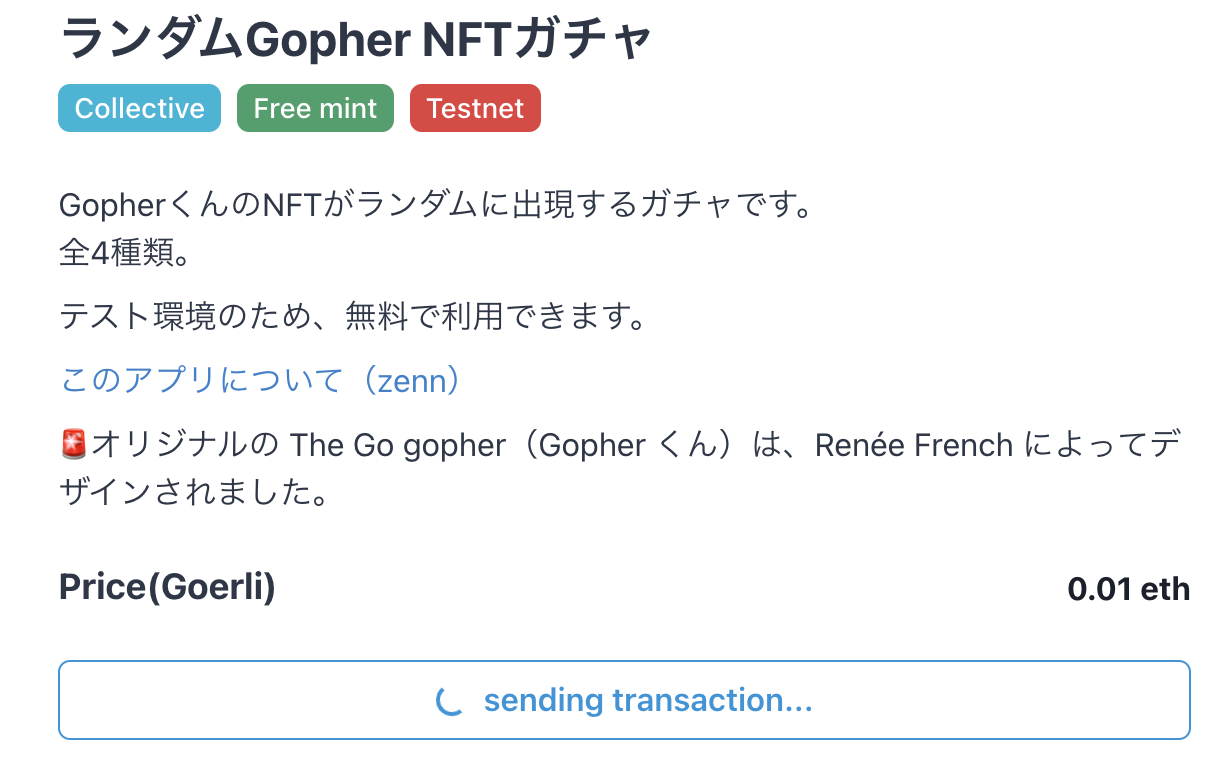 ランダムGopher NFTガチャ
Collective Free mint Testnet
GopherくんのNFTがランダムに出現するガチャです。
全4種類。
テスト環境のため、無料で利用できます。
このアプリについて（zenn）
🚨オリジナルの The Go gopher（Gopher くん）は、Renée French によってデ
ザインされました。
Price(Goerli) 0.01 eth
sending transaction...